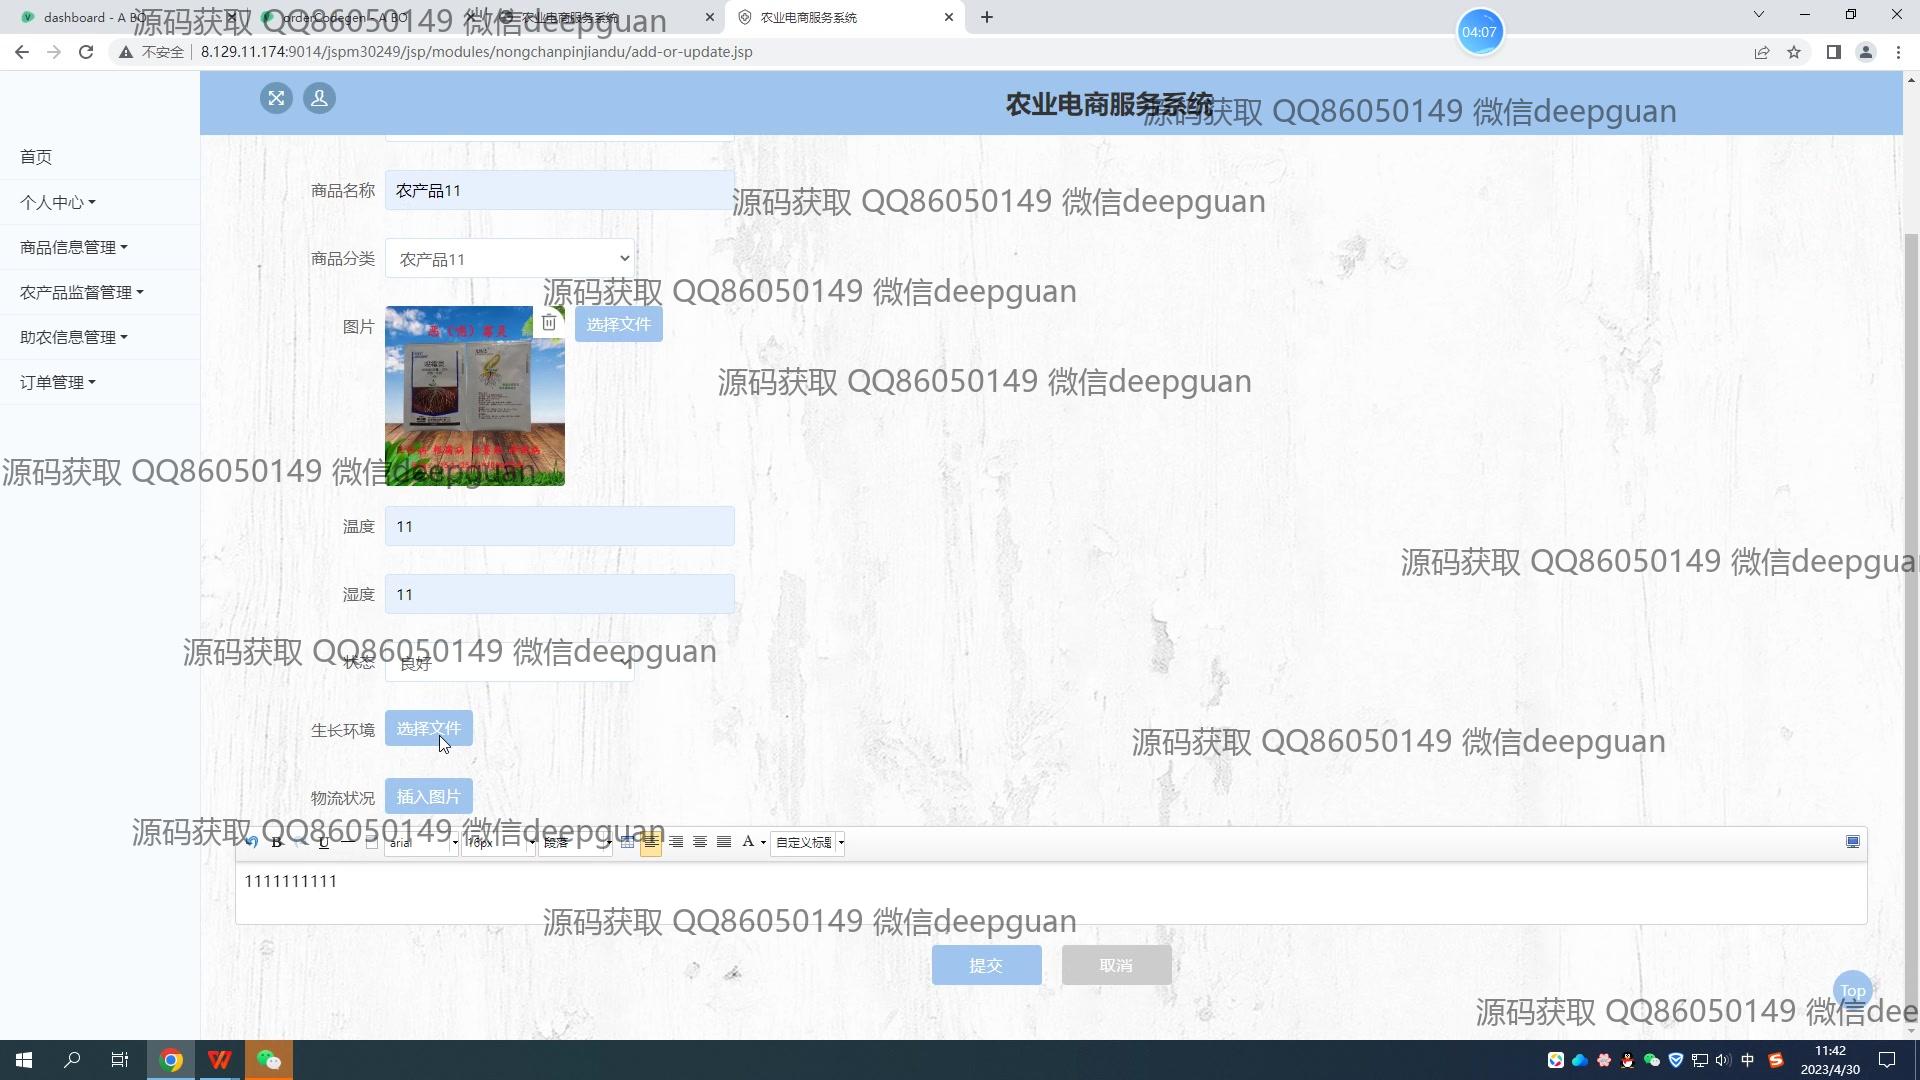 dashboard - A BO
orderCodegen - A BO
农业电商服务系统
农业电商服务系统
源码获取 QQ86050149 微信deepguan
04:07
不安全
8.129.11.174:9014/jspm30249/jsp/modules/nongchanpinjiandu/add-or-update.jsp
农业电商服务系统
源码获取 QQ86050149 微信deepguan
首页
个人中心
商品信息管理
农产品监督管理
助农信息管理
订单管理
商品名称
农产品11
源码获取 QQ86050149 微信deepguan
商品分类
农产品11
源码获取 QQ86050149 微信deepguan
图片
选择文件
源码获取 QQ86050149 微信deepguan
源码获取 QQ86050149 微信deepguan
温度
11
源码获取 QQ86050149 微信deepgua
湿度
11
源码获取 QQ86050149 微信deepguan
状态
良好
生长环境
选择文件
源码获取 QQ86050149 微信deepguan
物流状况
插入图片
源码获取 QQ86050149 微信deepguan
B
U
arial
16px
段落
A
自定义标题
1111111111
源码获取 QQ86050149 微信deepguan
提交
取消
Top
源码获取 QQ86050149 微信dee
中
11:42
2023/4/30